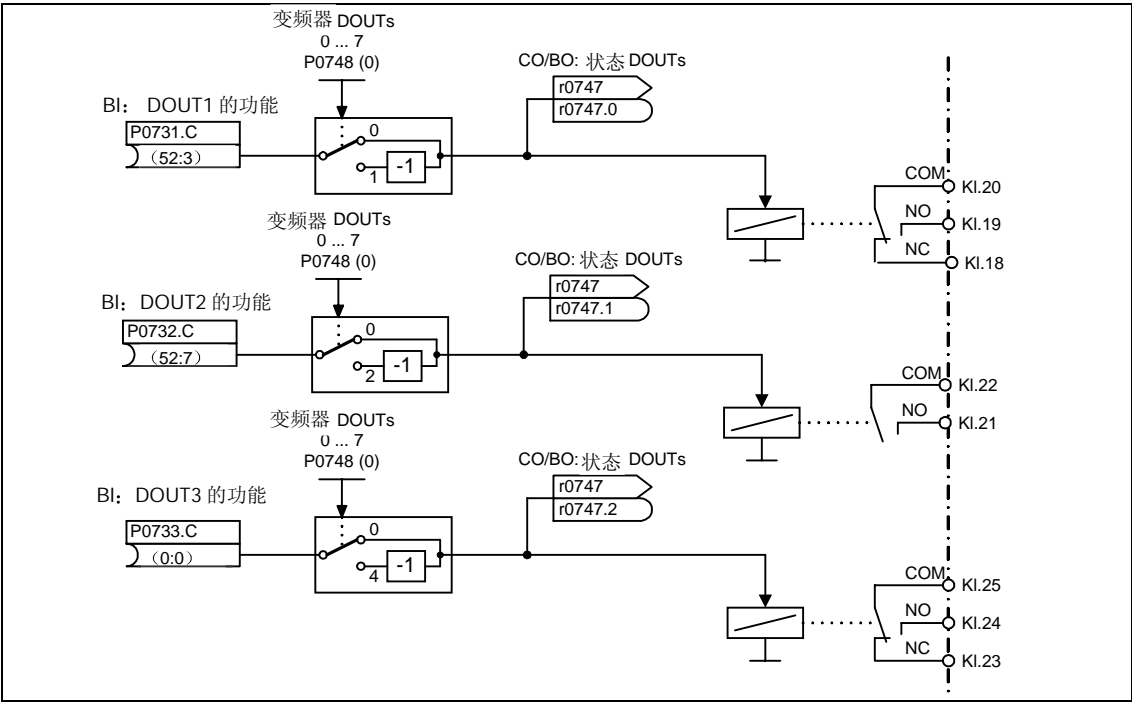 变频器 DOUTs
0 ... 7
P0748 (0)
CO/BO: 状态 DOUTs
r0747
r0747.0
BI： DOUT1 的功能
P0731.C
（52:3）
0
-1
1
COM
Kl.20
NO
Kl.19
NC
Kl.18
变频器 DOUTs
0 ... 7
P0748 (0)
CO/BO: 状态 DOUTs
r0747
r0747.1
BI： DOUT2 的功能
P0732.C
（52:7）
0
-1
2
COM
Kl.22
NO
Kl.21
变频器 DOUTs
0 ... 7
P0748 (0)
CO/BO: 状态 DOUTs
r0747
r0747.2
BI： DOUT3 的功能
P0733.C
（0:0）
0
-1
4
COM
Kl.25
NO
Kl.24
NC
Kl.23